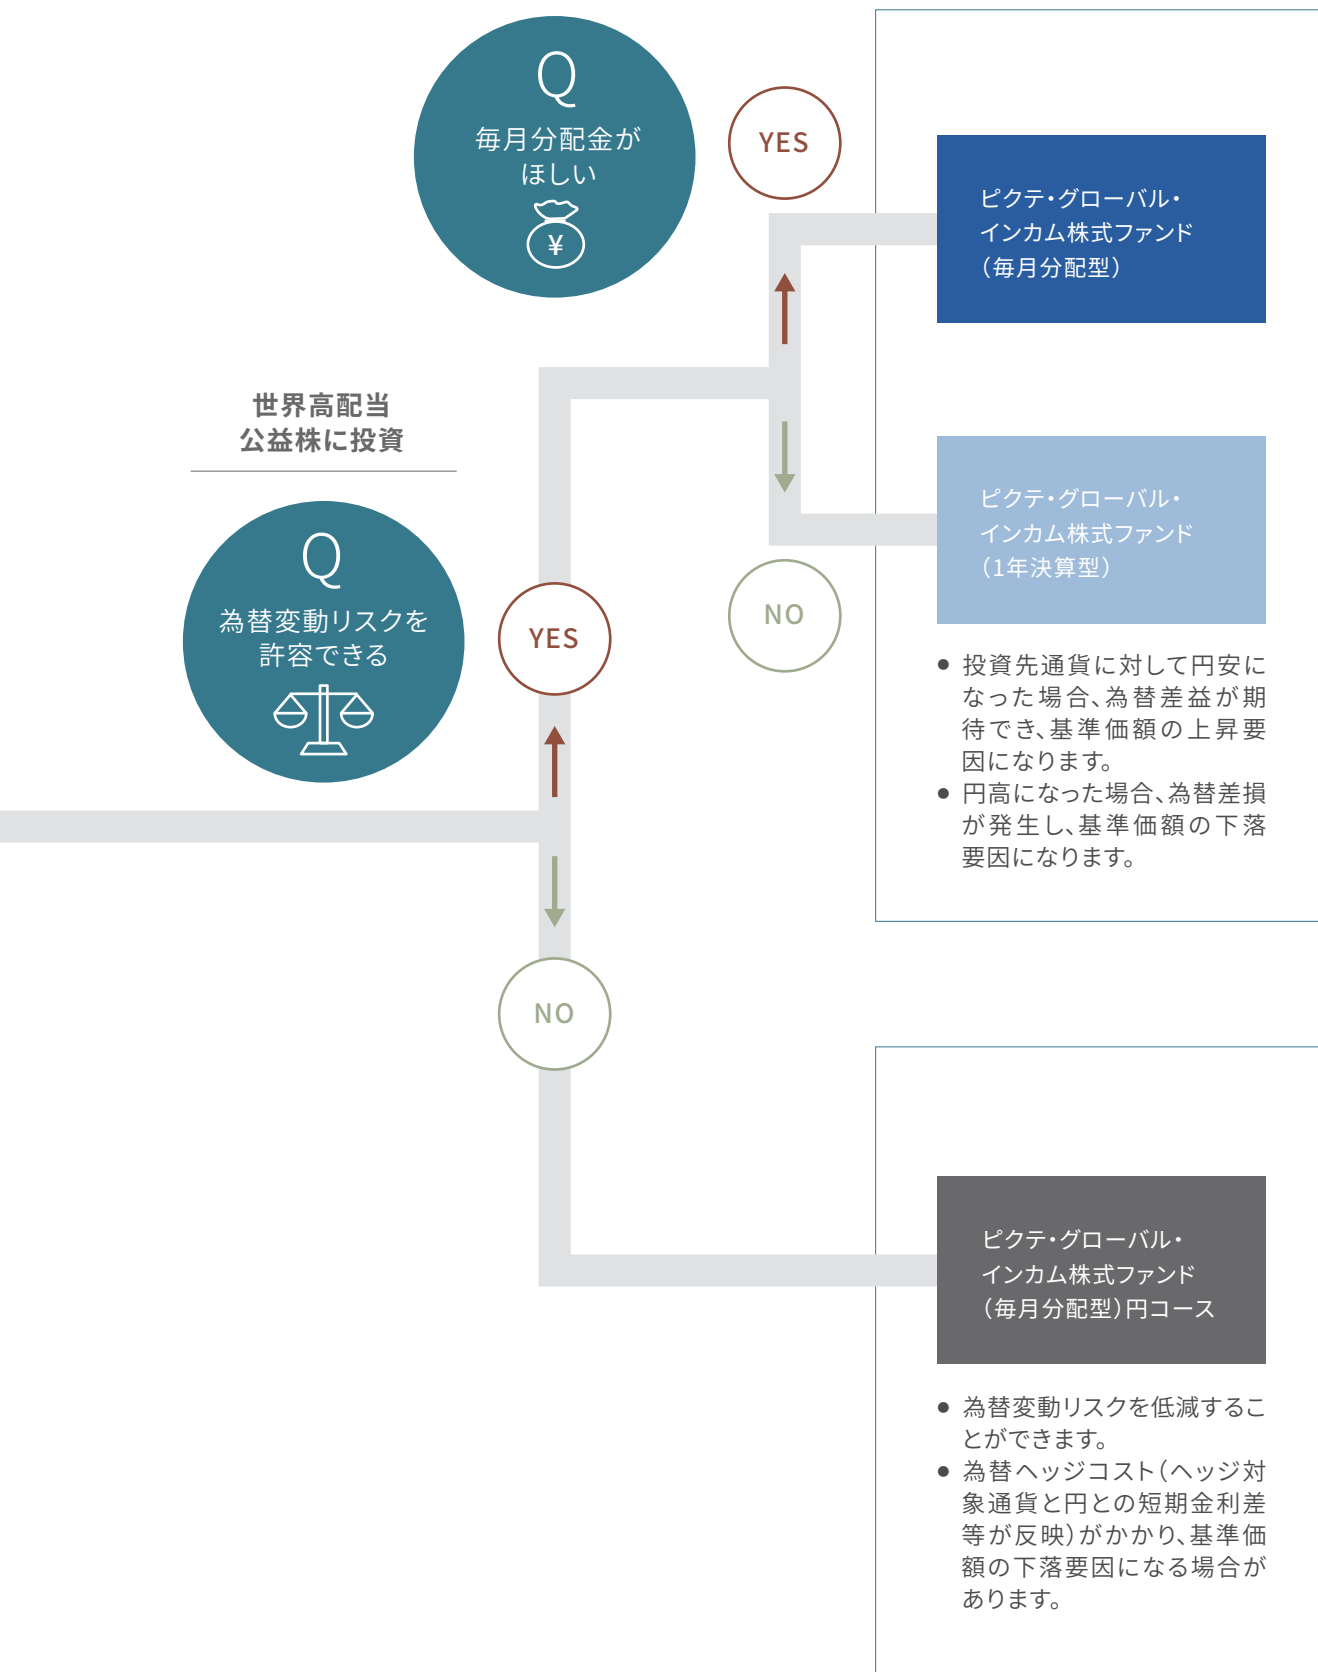 世界高配当
公益株に投資
Q
為替変動リスクを
許容できる
YES
NO
Q
毎月分配金が
ほしい
¥
YES
NO
ピクテ・グローバル・
インカム株式ファンド
（毎月分配型）
ピクテ・グローバル・
インカム株式ファンド
（1年決算型）
● 投資先通貨に対して円安に
なった場合、為替差益が期
待でき、基準価額の上昇要
因になります。
● 円高になった場合、為替差損
が発生し、基準価額の下落
要因になります。
ピクテ・グローバル・
インカム株式ファンド
（毎月分配型）円コース
● 為替変動リスクを低減するこ
とができます。
● 為替ヘッジコスト（ヘッジ対
象通貨と円との短期金利差
等が反映）がかかり、基準価
額の下落要因になる場合が
あります。